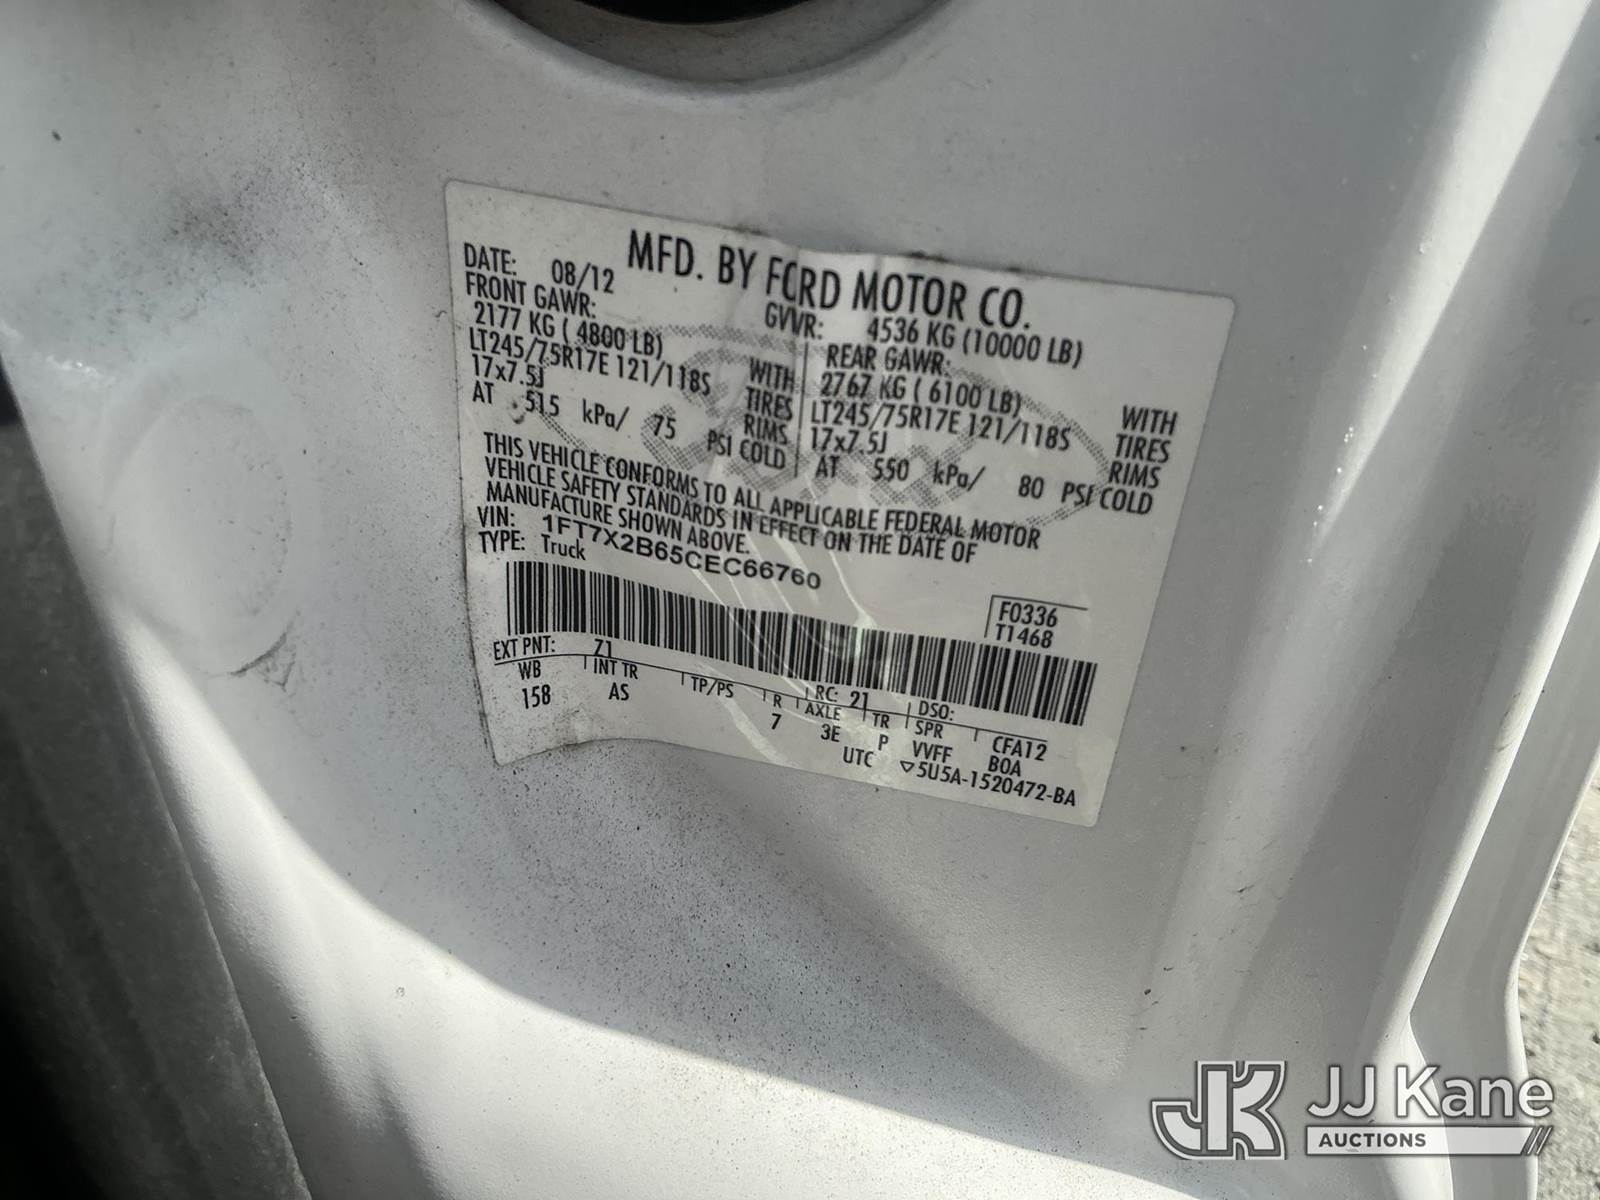 MFD. BY FORD MOTOR CO.
DATE: 08/12 GVWR: 4536 KG (10000 LB)
FRONT GAWR: REAR GAWR:
2177 KG ( 4800 LB) WITH 2767 KG ( 6100 LB) WITH
LT245/75R17E 121/118S TIRES LT245/75R17E 121/118S TIRES
17x7.5J RIMS 17x7.5J RIMS
AT 515 kPa/ 75 PSI COLD AT 550 kPa/ 80 PSI COLD
THIS VEHICLE CONFORMS TO ALL APPLICABLE FEDERAL MOTOR
VEHICLE SAFETY STANDARDS IN EFFECT ON THE DATE OF
MANUFACTURE SHOWN ABOVE.
VIN: 1FT7X2B65CEC66760
TYPE: Truck
F0336
T1468
EXT PNT: Z1 RC: 21 DSO:
WB INT TR TP/PS R AXLE TR SPR CFA12
158 AS 7 3E P VVFF B0A
UTC ▽5U5A-1520472-BA
JK JJ Kane
AUCTIONS